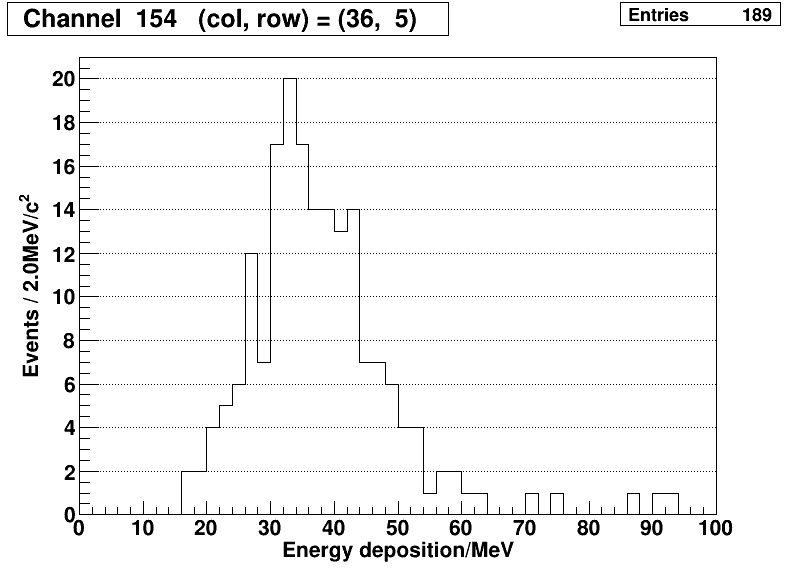 Channel 154 (col, row) = (36, 5)
Entries 189
Events / 2.0MeV/c²
20
18
16
14
12
10
8
6
4
2
0
0 10 20 30 40 50 60 70 80 90 100
Energy deposition/MeV